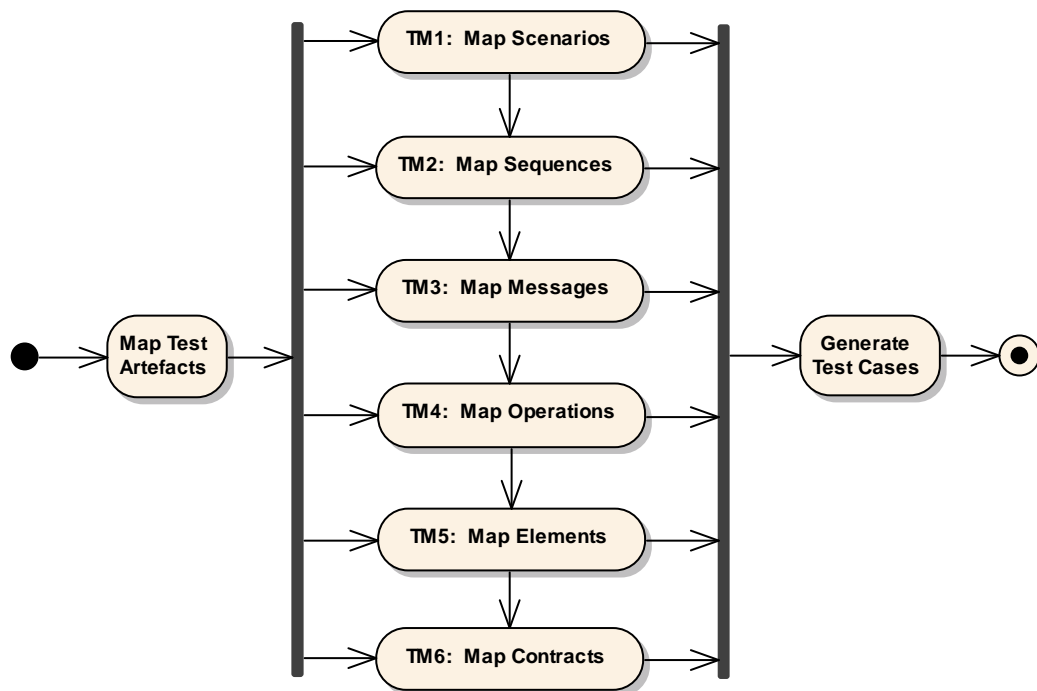 TM1: Map Scenarios
TM2: Map Sequences
TM3: Map Messages
Map Test
Artefacts
Generate
Test Cases
TM4: Map Operations
TM5: Map Elements
TM6: Map Contracts